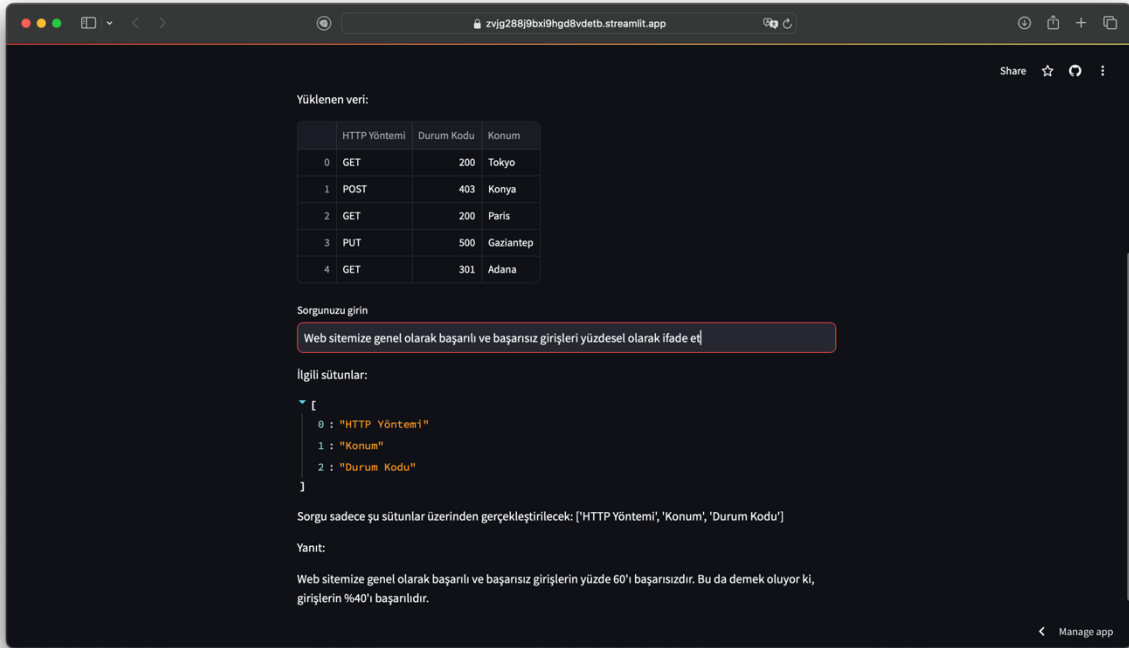 zvjg288j9bxi9hgd8vdetb.streamlit.app
Share
Yüklenen veri:
HTTP Yöntemi Durum Kodu Konum
0 GET 200 Tokyo
1 POST 403 Konya
2 GET 200 Paris
3 PUT 500 Gaziantep
4 GET 301 Adana
Sorgunuzu girin
Web sitemize genel olarak başarılı ve başarısız girişleri yüzdesel olarak ifade et
İlgili sütunlar:
[
0 : "HTTP Yöntemi"
1 : "Konum"
2 : "Durum Kodu"
]
Sorgu sadece şu sütunlar üzerinden gerçekleştirilecek: ['HTTP Yöntemi', 'Konum', 'Durum Kodu']
Yanıt:
Web sitemize genel olarak başarılı ve başarısız girişlerin yüzde 60'ı başarısızdır. Bu da demek oluyor ki,
girişlerin %40'ı başarılıdır.
Manage app